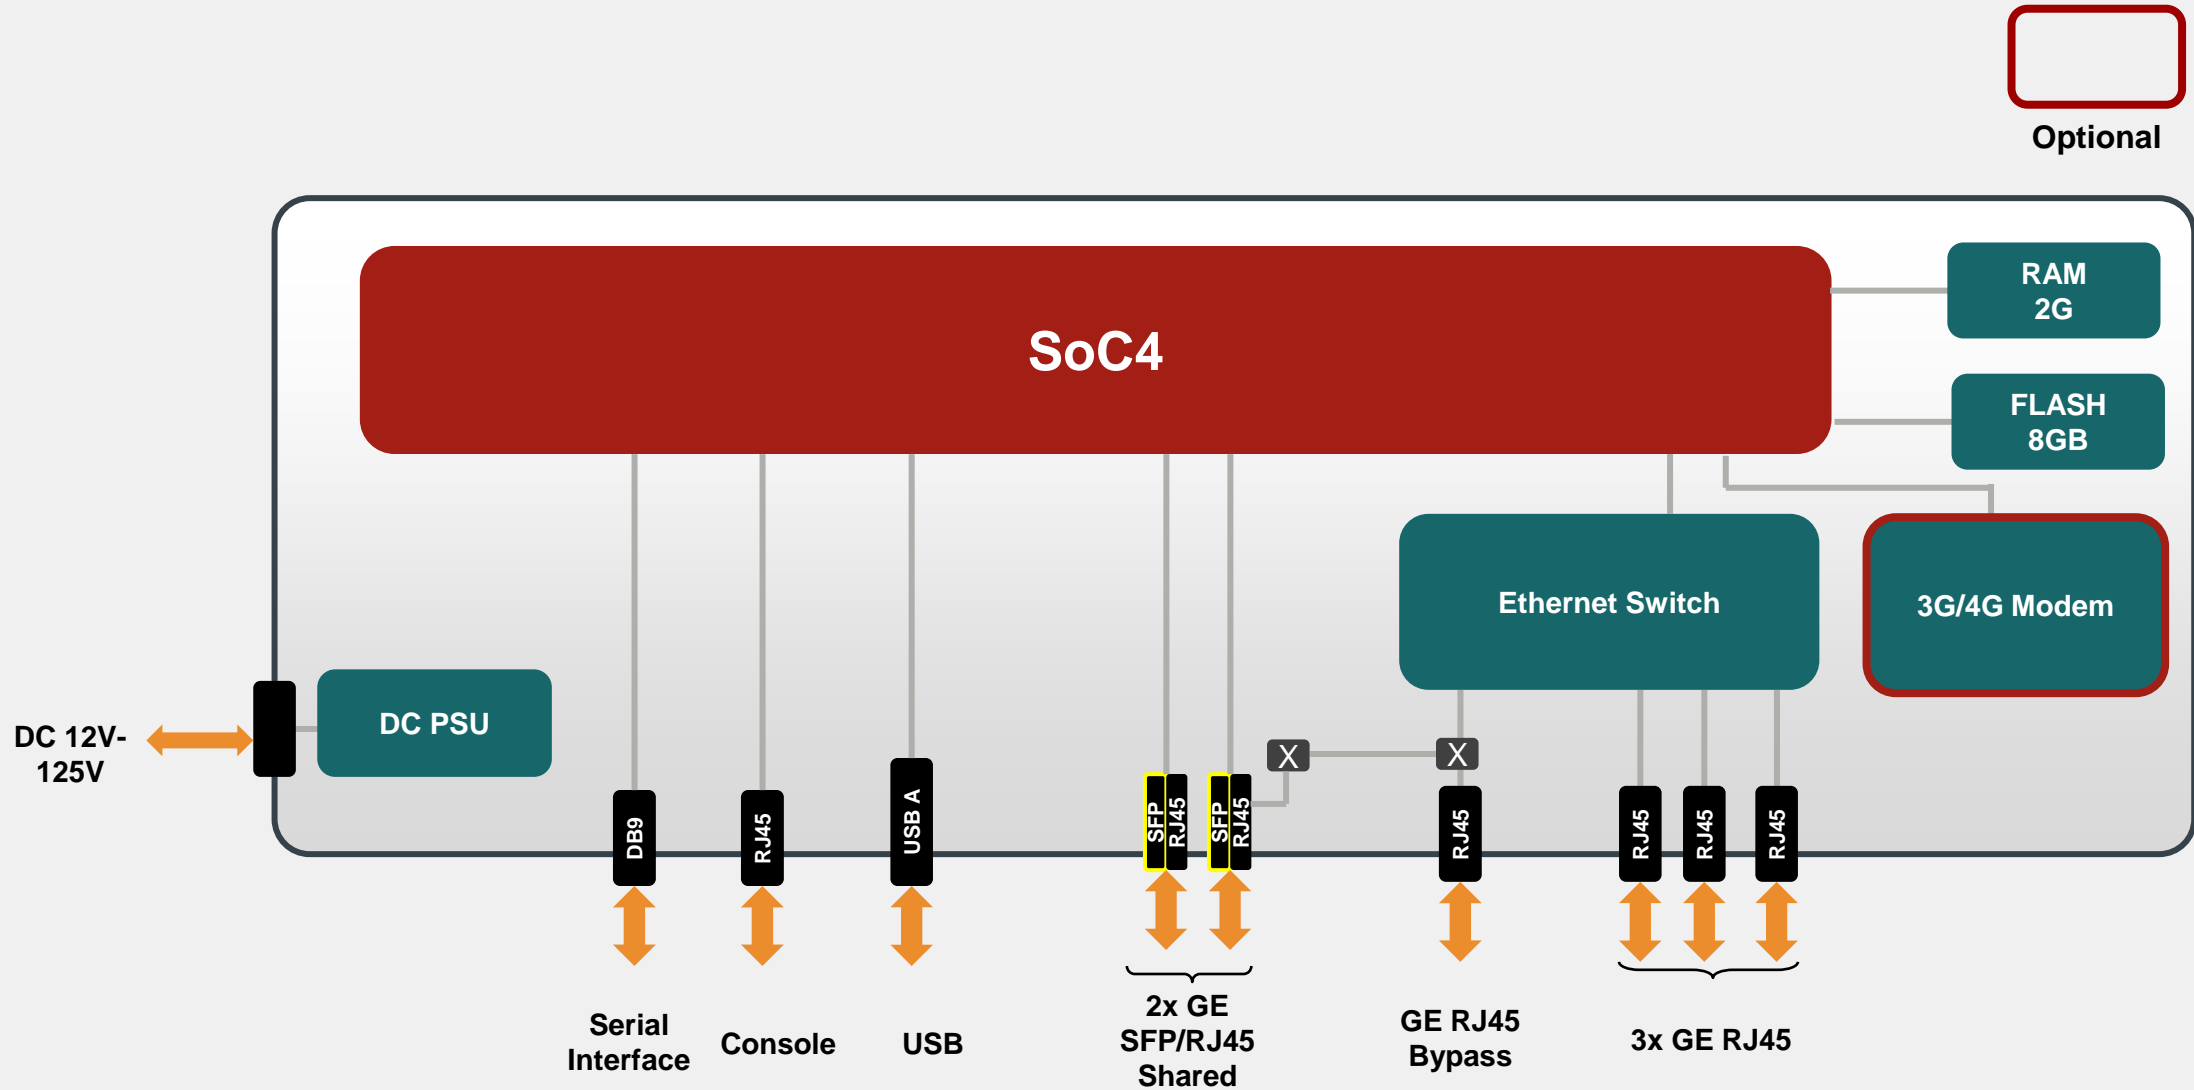 Optional
SoC4
RAM
2G
FLASH
8GB
Ethernet Switch
3G/4G Modem
DC PSU
DC 12V-
125V
X
X
DB9
RJ45
USB A
SFP
RJ45
SFP
RJ45
RJ45
RJ45
RJ45
RJ45
Serial
Interface
Console
USB
2x GE
SFP/RJ45
Shared
GE RJ45
Bypass
3x GE RJ45